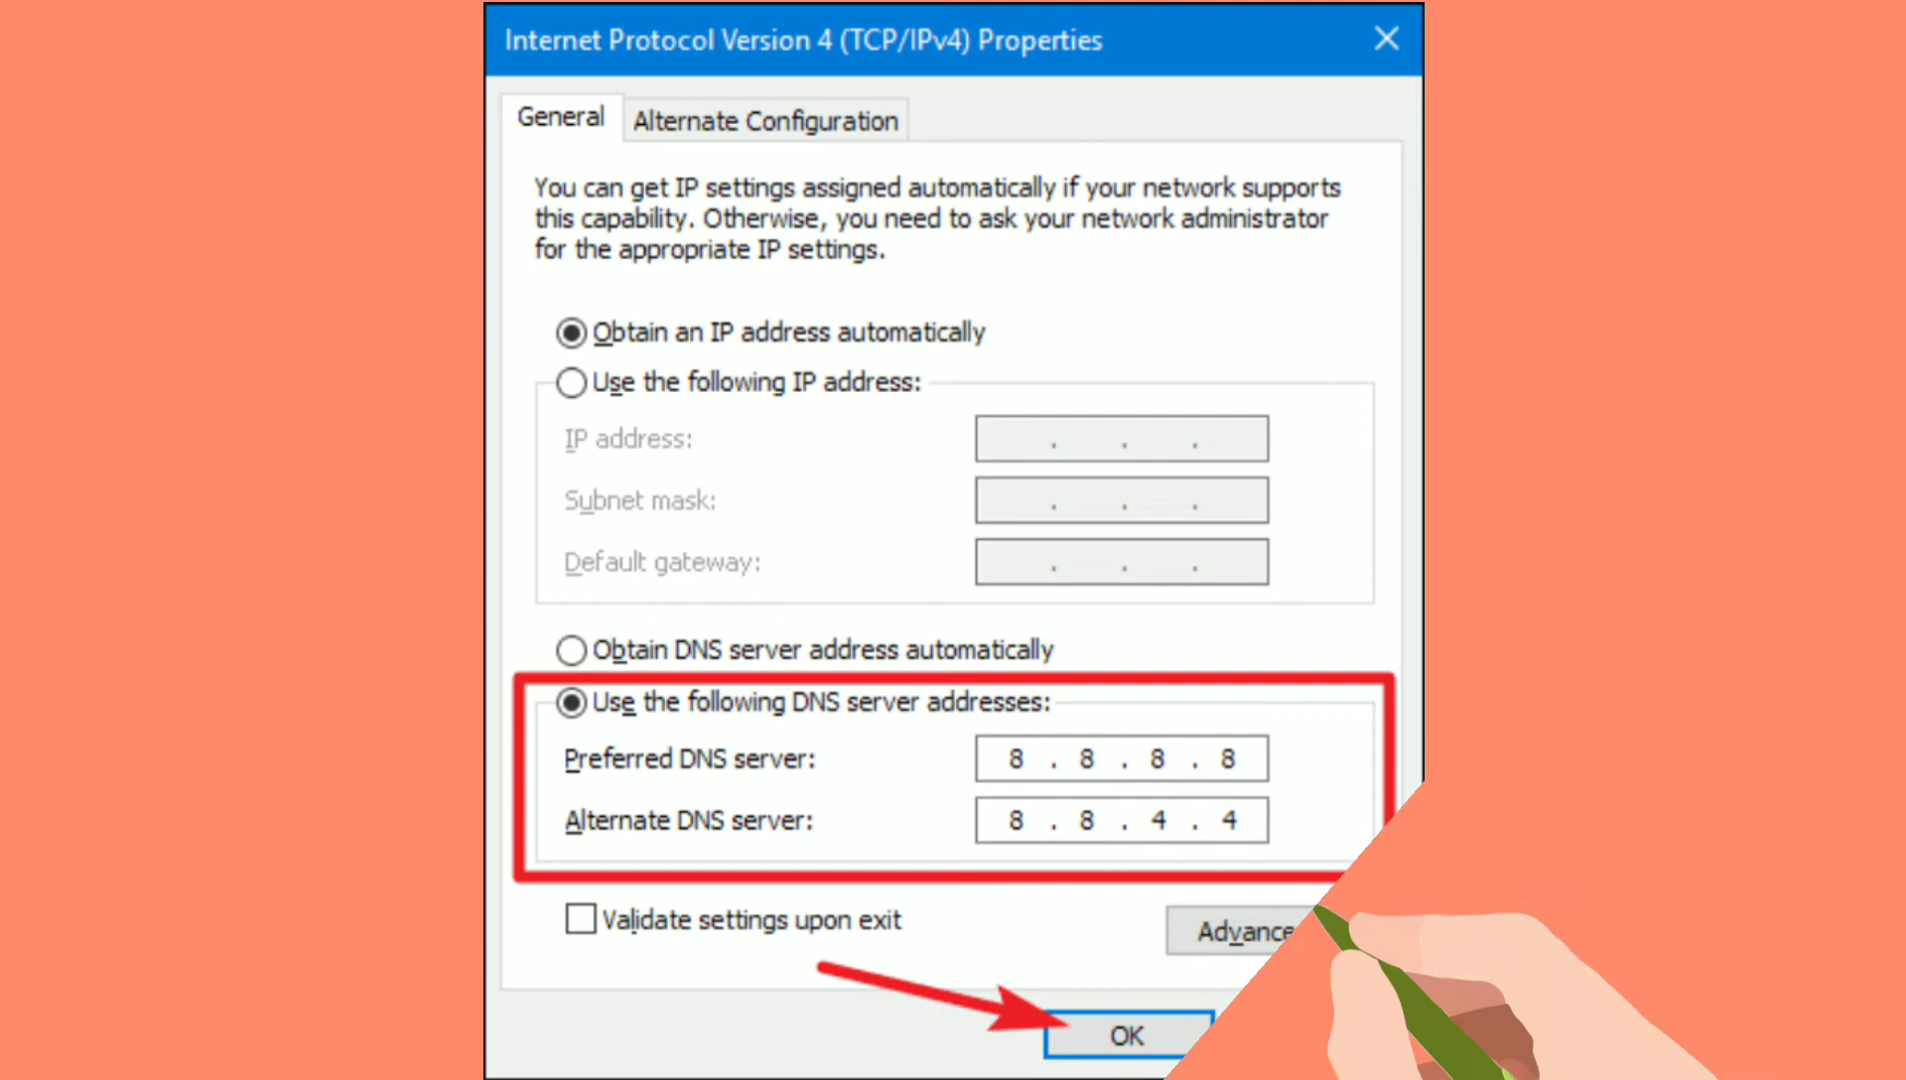 Internet Protocol Version 4 (TCP/IPv4) Properties
General
Alternate Configuration
You can get IP settings assigned automatically if your network supports
this capability. Otherwise, you need to ask your network administrator
for the appropriate IP settings.
Obtain an IP address automatically
Use the following IP address:
IP address: . . .
Subnet mask: . . .
Default gateway: . . .
Obtain DNS server address automatically
Use the following DNS server addresses:
Preferred DNS server: 8 . 8 . 8 . 8
Alternate DNS server: 8 . 8 . 4 . 4
Validate settings upon exit
Advance
OK